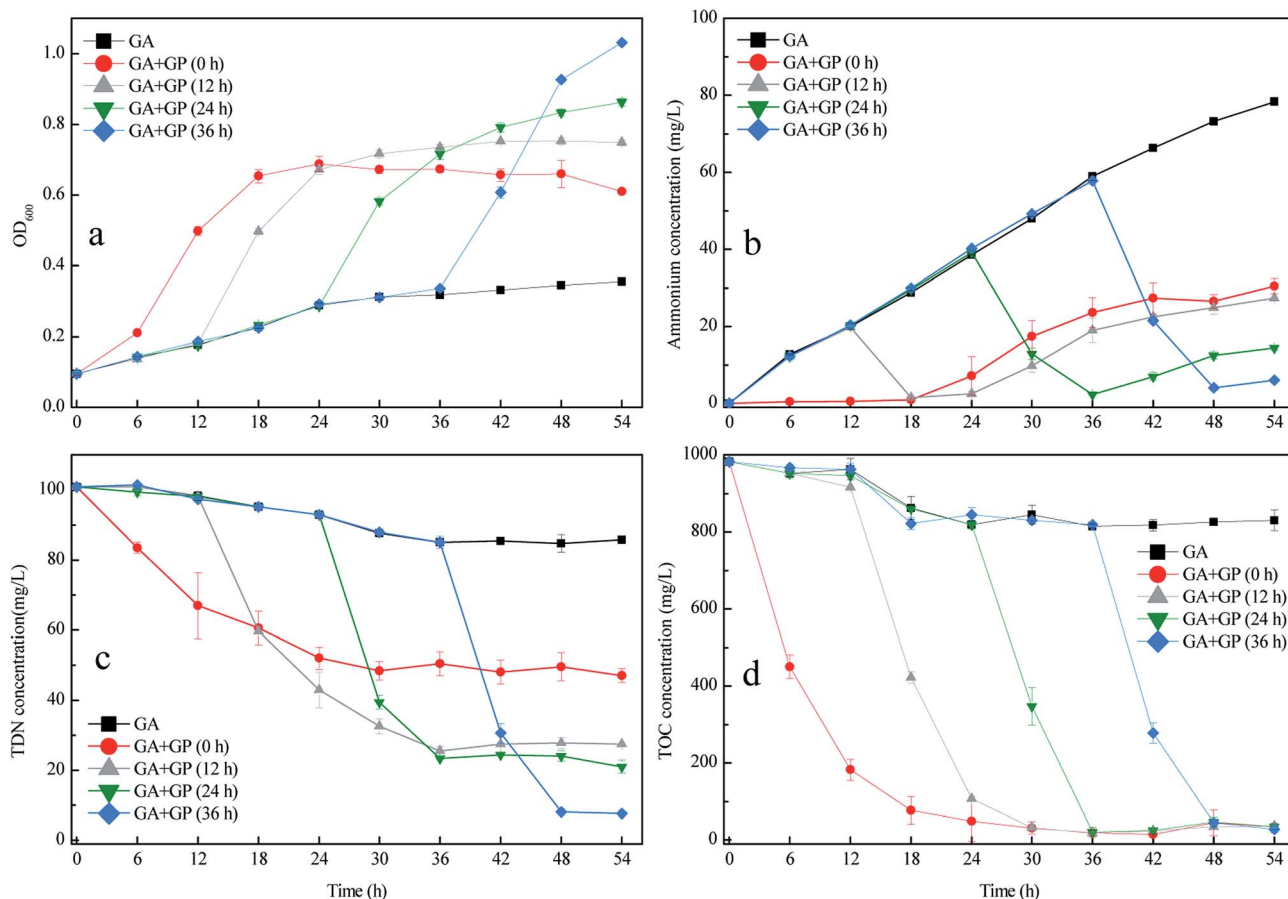 GA
GA+GP (0 h)
GA+GP (12 h)
GA+GP (24 h)
GA+GP (36 h)
a
OD600
1.0
0.8
0.6
0.4
0.2
0.0
0 6 12 18 24 30 36 42 48 54
GA
GA+GP (0 h)
GA+GP (12 h)
GA+GP (24 h)
GA+GP (36 h)
b
Ammonium concentration (mg/L)
100
80
60
40
20
0
0 6 12 18 24 30 36 42 48 54
GA
GA+GP (0 h)
GA+GP (12 h)
GA+GP (24 h)
GA+GP (36 h)
c
TDN concentration(mg/L)
100
80
60
40
20
0
0 6 12 18 24 30 36 42 48 54
Time (h)
GA
GA+GP (0 h)
GA+GP (12 h)
GA+GP (24 h)
GA+GP (36 h)
d
TOC concentration (mg/L)
1000
800
600
400
200
0
0 6 12 18 24 30 36 42 48 54
Time (h)